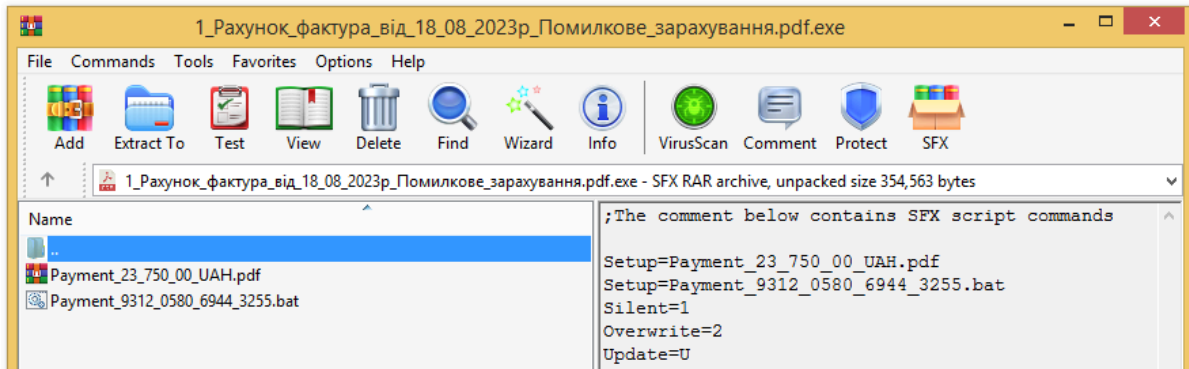 1_Рахунок_фактура_від_18_08_2023р_Помилкове_зарахування.pdf.exe
File Commands Tools Favorites Options Help
Add Extract To Test View Delete Find Wizard Info VirusScan Comment Protect SFX
1_Рахунок_фактура_від_18_08_2023р_Помилкове_зарахування.pdf.exe - SFX RAR archive, unpacked size 354,563 bytes
Name
..
Payment_23_750_00_UAH.pdf
Payment_9312_0580_6944_3255.bat
;The comment below contains SFX script commands
Setup=Payment_23_750_00_UAH.pdf
Setup=Payment_9312_0580_6944_3255.bat
Silent=1
Overwrite=2
Update=U